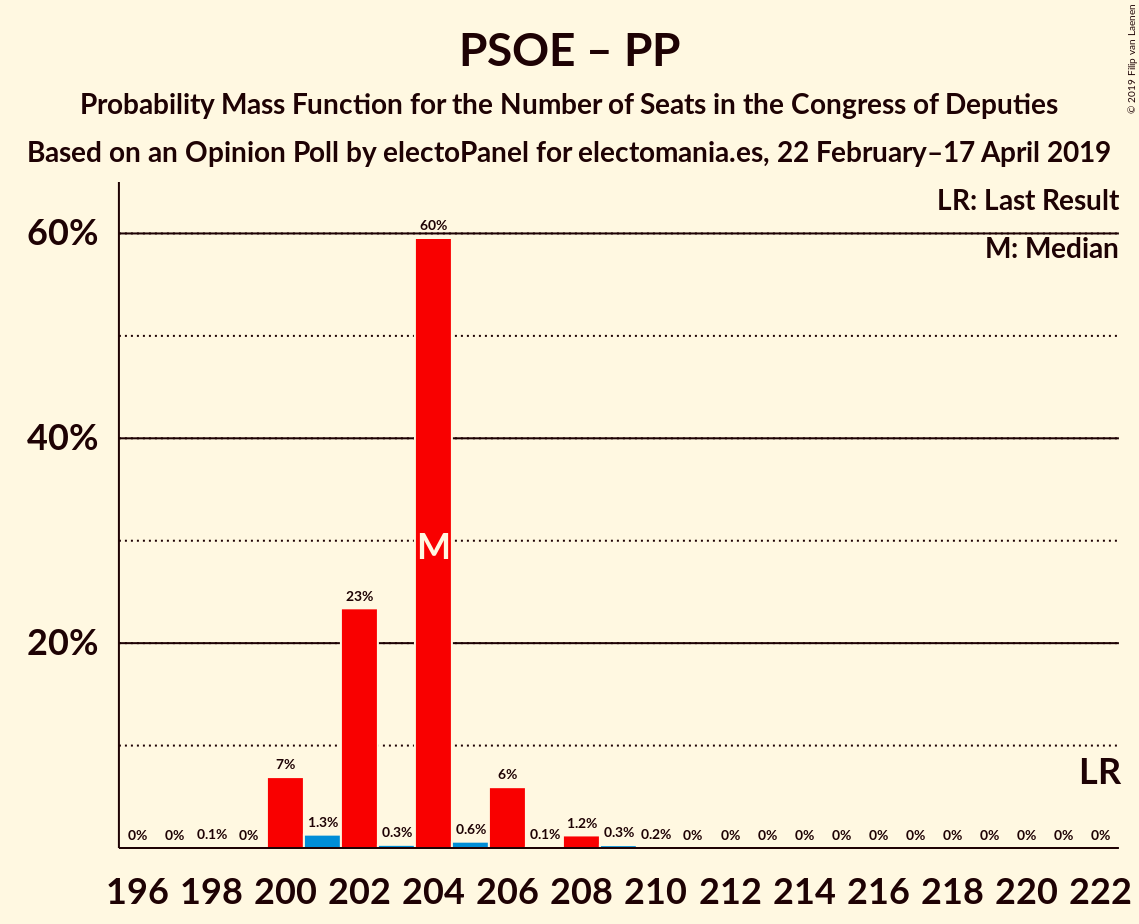 PSOE – PP
Probability Mass Function for the Number of Seats in the Congress of Deputies
Based on an Opinion Poll by electoPanel for electomania.es, 22 February–17 April 2019
© 2019 Filip van Laenen
LR: Last Result
M: Median
60%
40%
20%
0% 0% 0.1% 0% 7% 1.3% 23% 0.3% 60% 0.6% 6% 0.1% 1.2% 0.3% 0.2% 0% 0% 0% 0% 0% 0% 0% 0% 0% 0% 0% 0%
M
LR
196 198 200 202 204 206 208 210 212 214 216 218 220 222